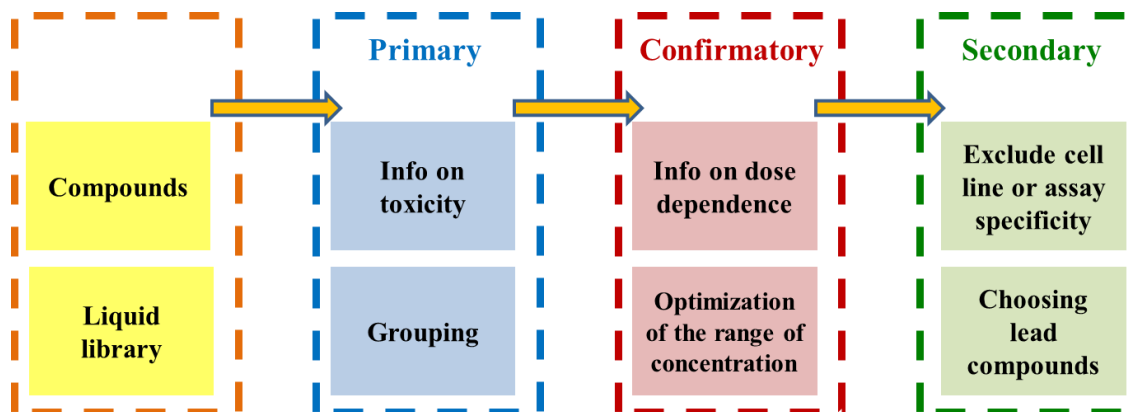 Primary
Confirmatory
Secondary
Compounds
Info on
toxicity
Info on dose
dependence
Exclude cell
line or assay
specificity
Liquid
library
Grouping
Optimization
of the range of
concentration
Choosing
lead
compounds